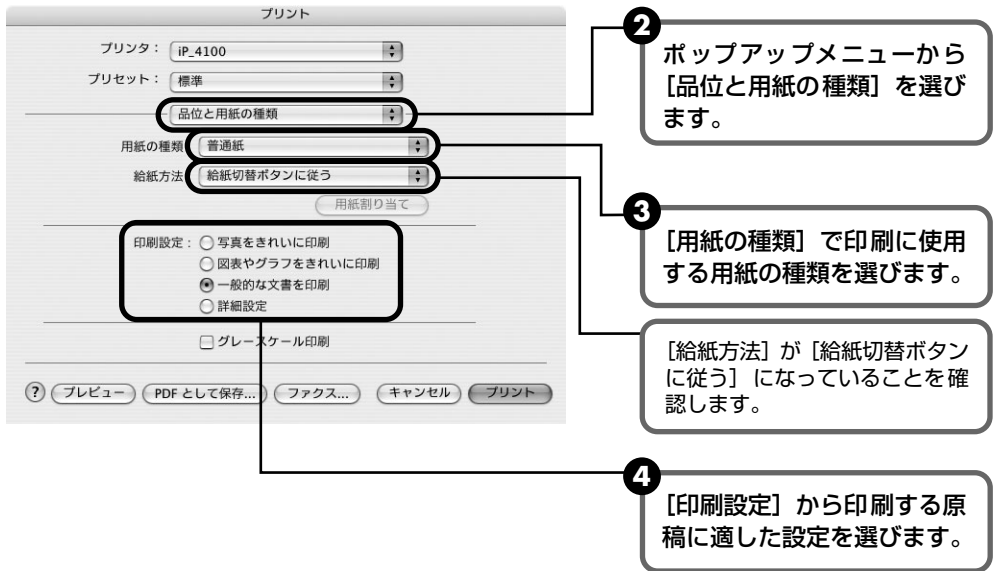 プリント
プリンタ： iP_4100
プリセット： 標準
品位と用紙の種類
用紙の種類 普通紙
給紙方法 給紙切替ボタンに従う
用紙割り当て
印刷設定： 写真をきれいに印刷
図表やグラフをきれいに印刷
一般的な文書を印刷
詳細設定
グレースケール印刷
? プレビュー PDF として保存... ファクス... キャンセル プリント
2
ポップアップメニューから
［品位と用紙の種類］を選び
ます。
3
［用紙の種類］で印刷に使用
する用紙の種類を選びます。
［給紙方法］が［給紙切替ボタン
に従う］になっていることを確
認します。
4
［印刷設定］から印刷する原
稿に適した設定を選びます。